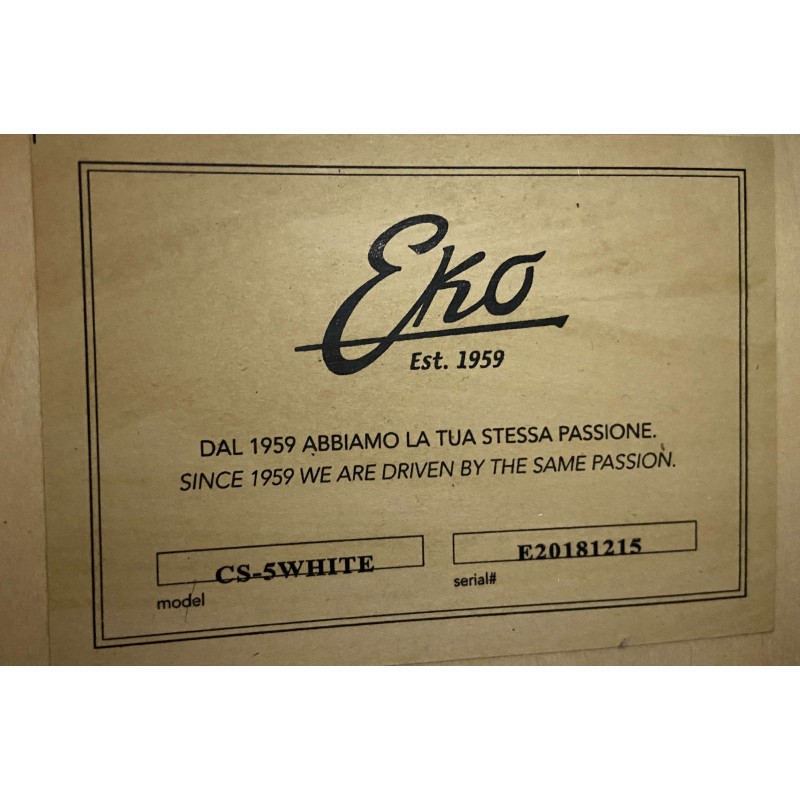 Eko
Est. 1959
DAL 1959 ABBIAMO LA TUA STESSA PASSIONE.
SINCE 1959 WE ARE DRIVEN BY THE SAME PASSION.
CS-5WHITE
model
E20181215
serial#